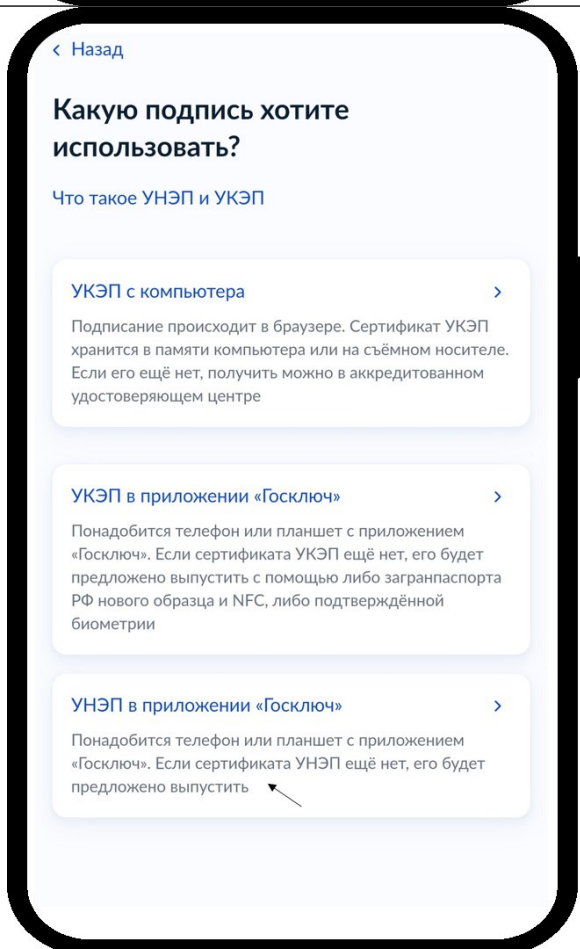 Назад
Какую подпись хотите
использовать?
Что такое УНЭП и УКЭП
УКЭП с компьютера
Подписание происходит в браузере. Сертификат УКЭП
хранится в памяти компьютера или на съёмном носителе.
Если его ещё нет, получить можно в аккредитованном
удостоверяющем центре
УКЭП в приложении «Госключ»
Понадобится телефон или планшет с приложением
«Госключ». Если сертификата УКЭП ещё нет, его будет
предложено выпустить с помощью либо загранпаспорта
РФ нового образца и NFC, либо подтверждённой
биометрии
УНЭП в приложении «Госключ»
Понадобится телефон или планшет с приложением
«Госключ». Если сертификата УНЭП ещё нет, его будет
предложено выпустить